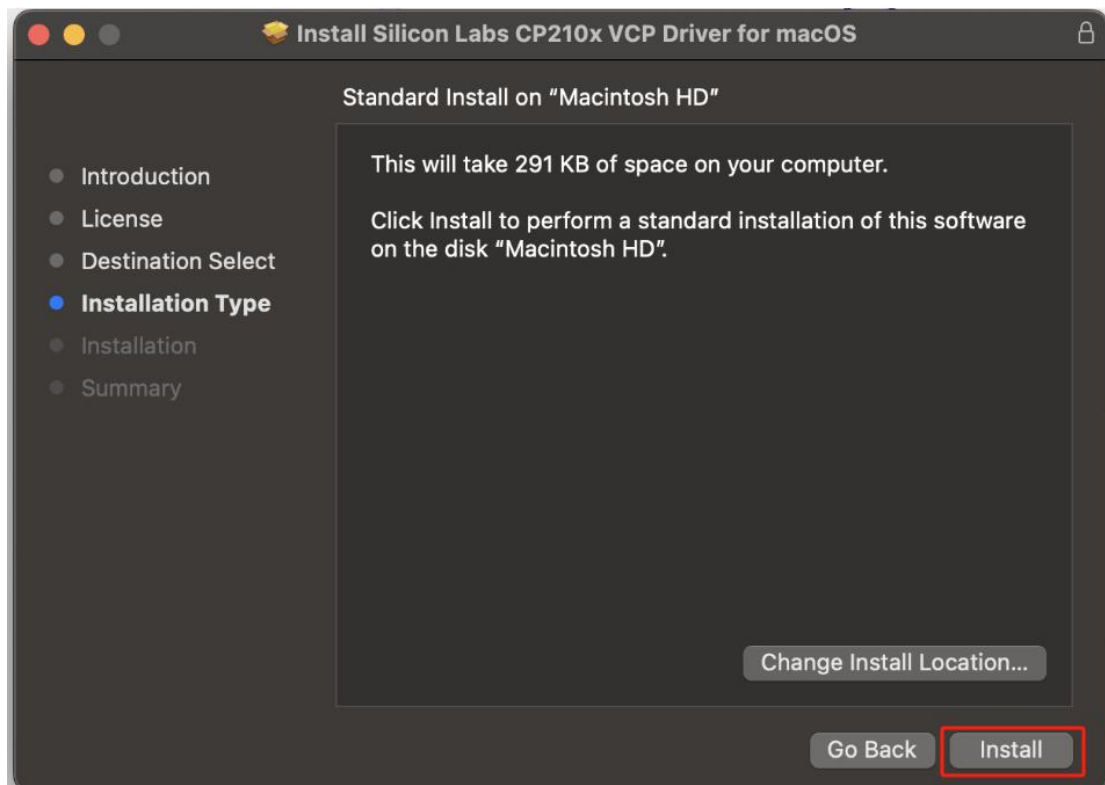 Install Silicon Labs CP210x VCP Driver for macOS
Standard Install on “Macintosh HD”
Introduction
License
Destination Select
Installation Type
Installation
Summary
This will take 291 KB of space on your computer.
Click Install to perform a standard installation of this software
on the disk “Macintosh HD”.
Change Install Location...
Go Back
Install